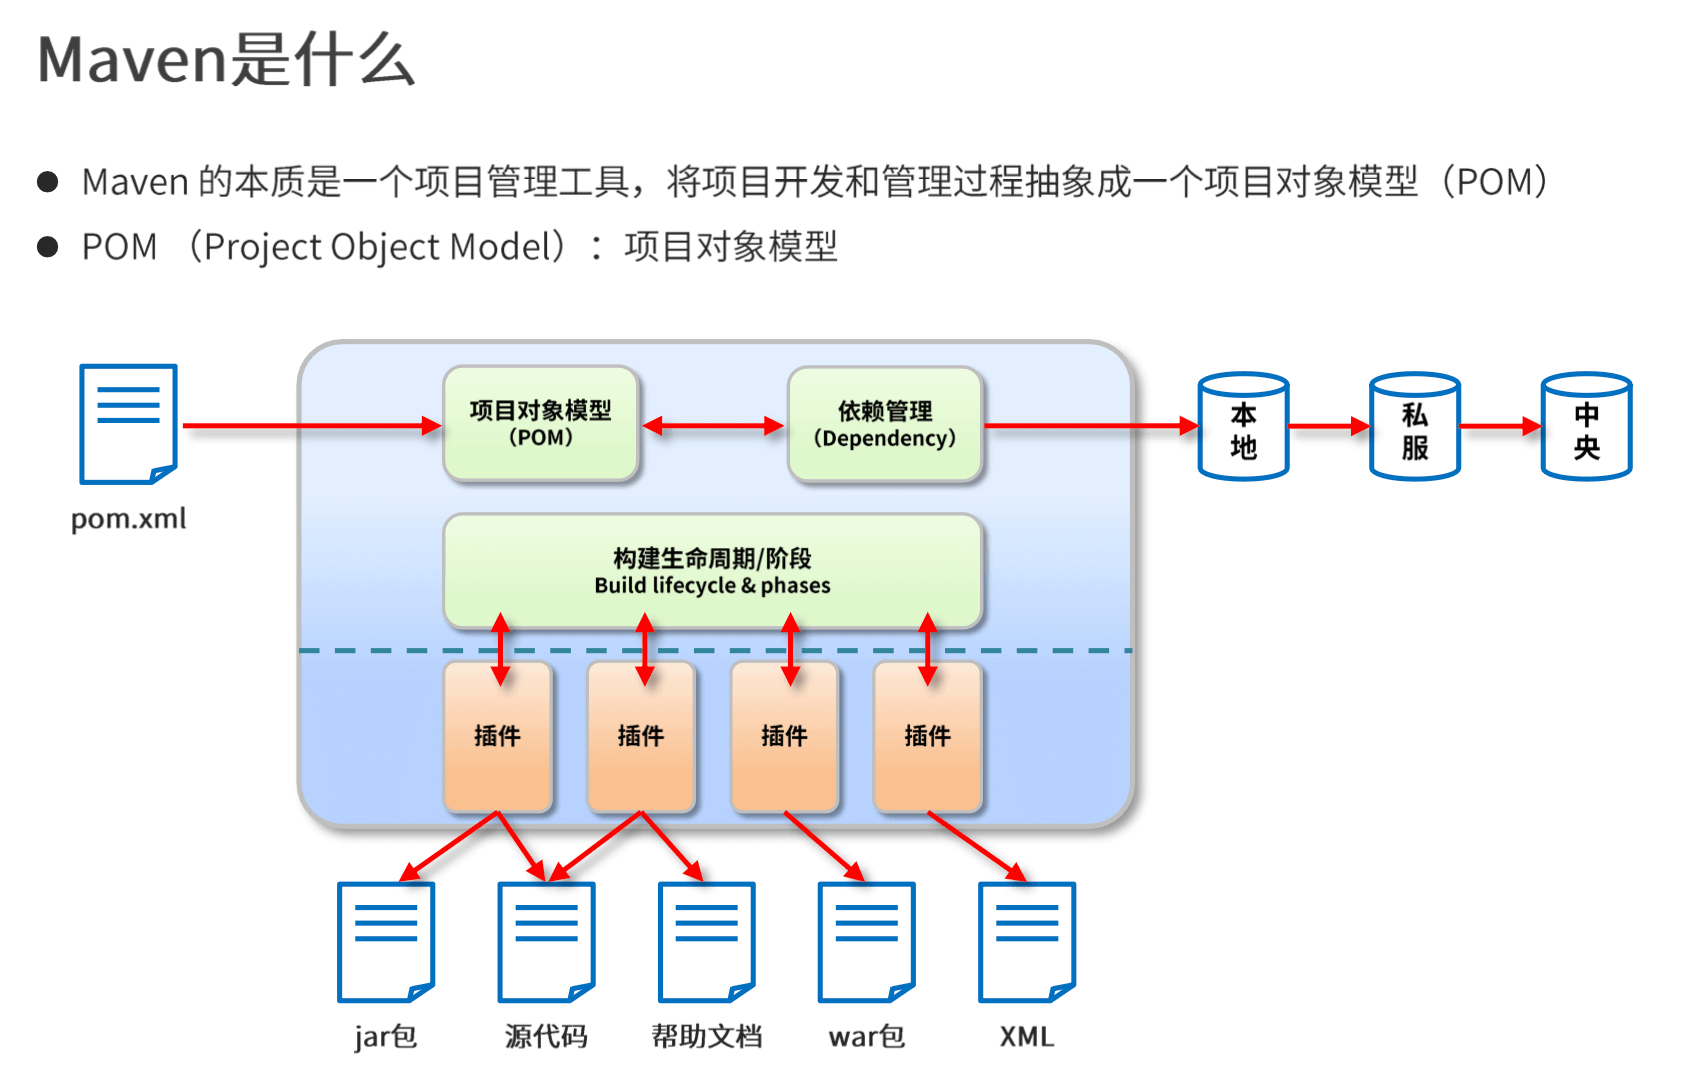 Maven是什么
Maven 的本质是一个项目管理工具，将项目开发和管理过程抽象成一个项目对象模型（POM）
POM （Project Object Model）：项目对象模型
项目对象模型
（POM）
依赖管理
（Dependency）
本
地
私
服
中
央
pom.xml
构建生命周期/阶段
Build lifecycle & phases
插件
插件
插件
插件
jar包
源代码
帮助文档
war包
XML